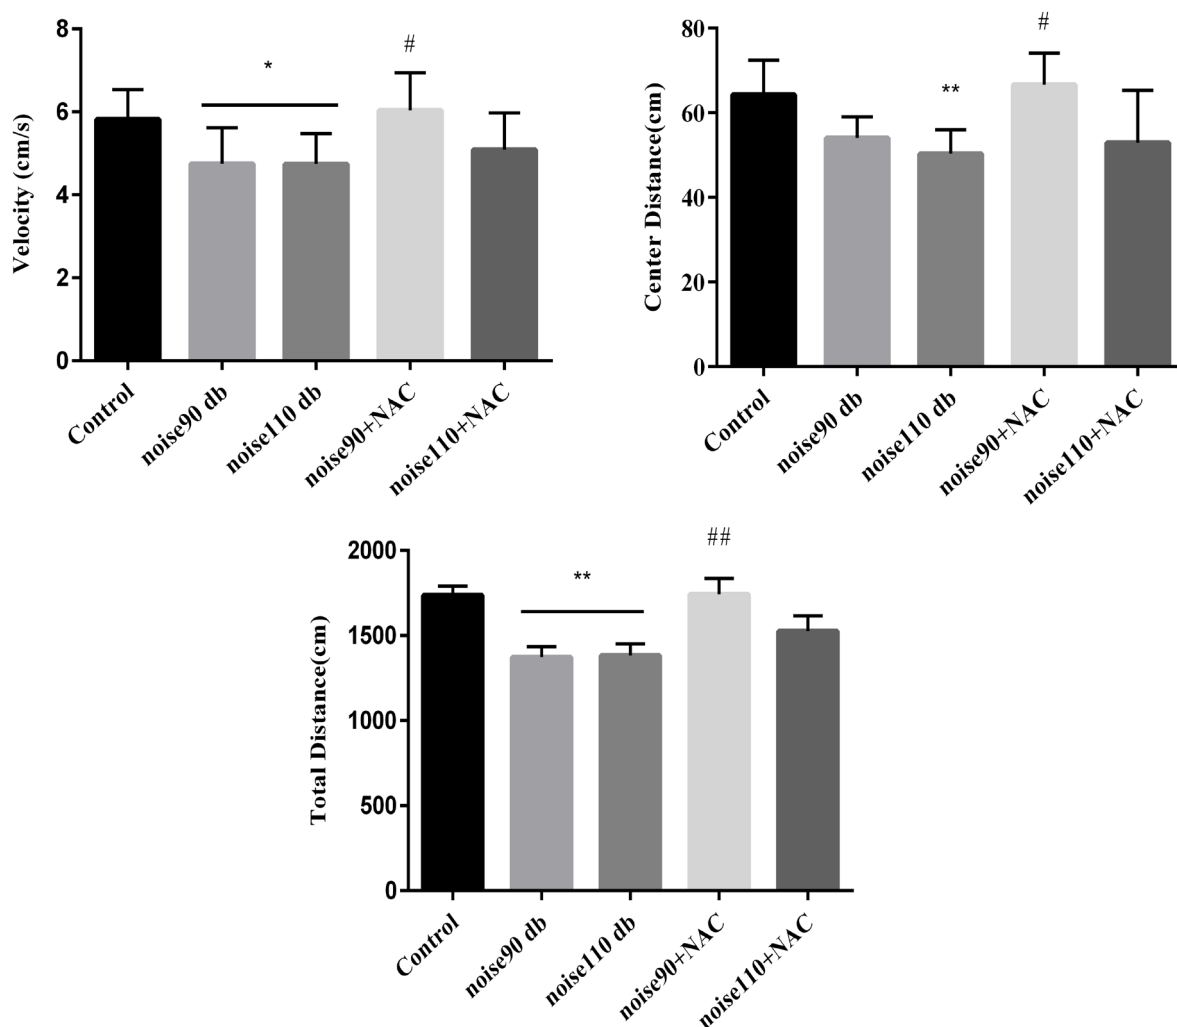 Velocity (cm/s)
8
6
4
2
0
*
#
Control
noise90 db
noise110 db
noise90+NAC
noise110+NAC
Center Distance(cm)
80
60
40
20
0
**
#
Control
noise90 db
noise110 db
noise90+NAC
noise110+NAC
Total Distance(cm)
2000
1500
1000
500
0
**
##
Control
noise90 db
noise110 db
noise90+NAC
noise110+NAC